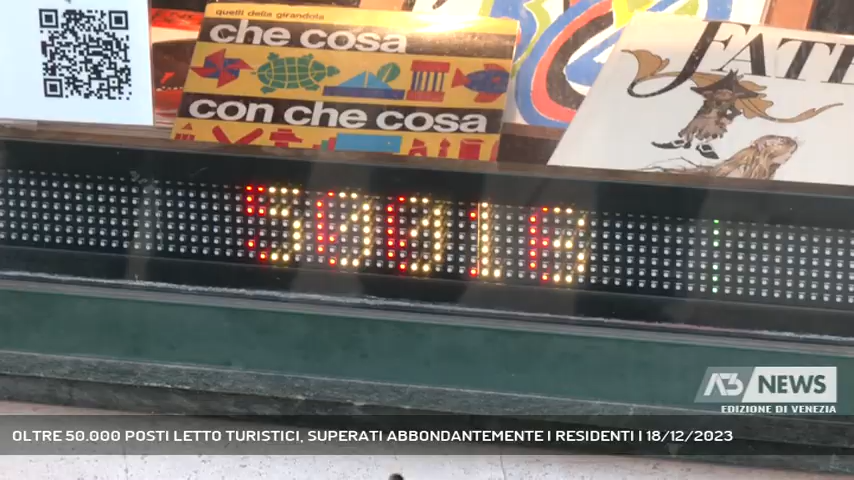 quelli della girandola
che cosa
con che cosa
FATE
50018
A3 NEWS
EDIZIONE DI VENEZIA
OLTRE 50.000 POSTI LETTO TURISTICI, SUPERATI ABBONDANTEMENTE I RESIDENTI | 18/12/2023